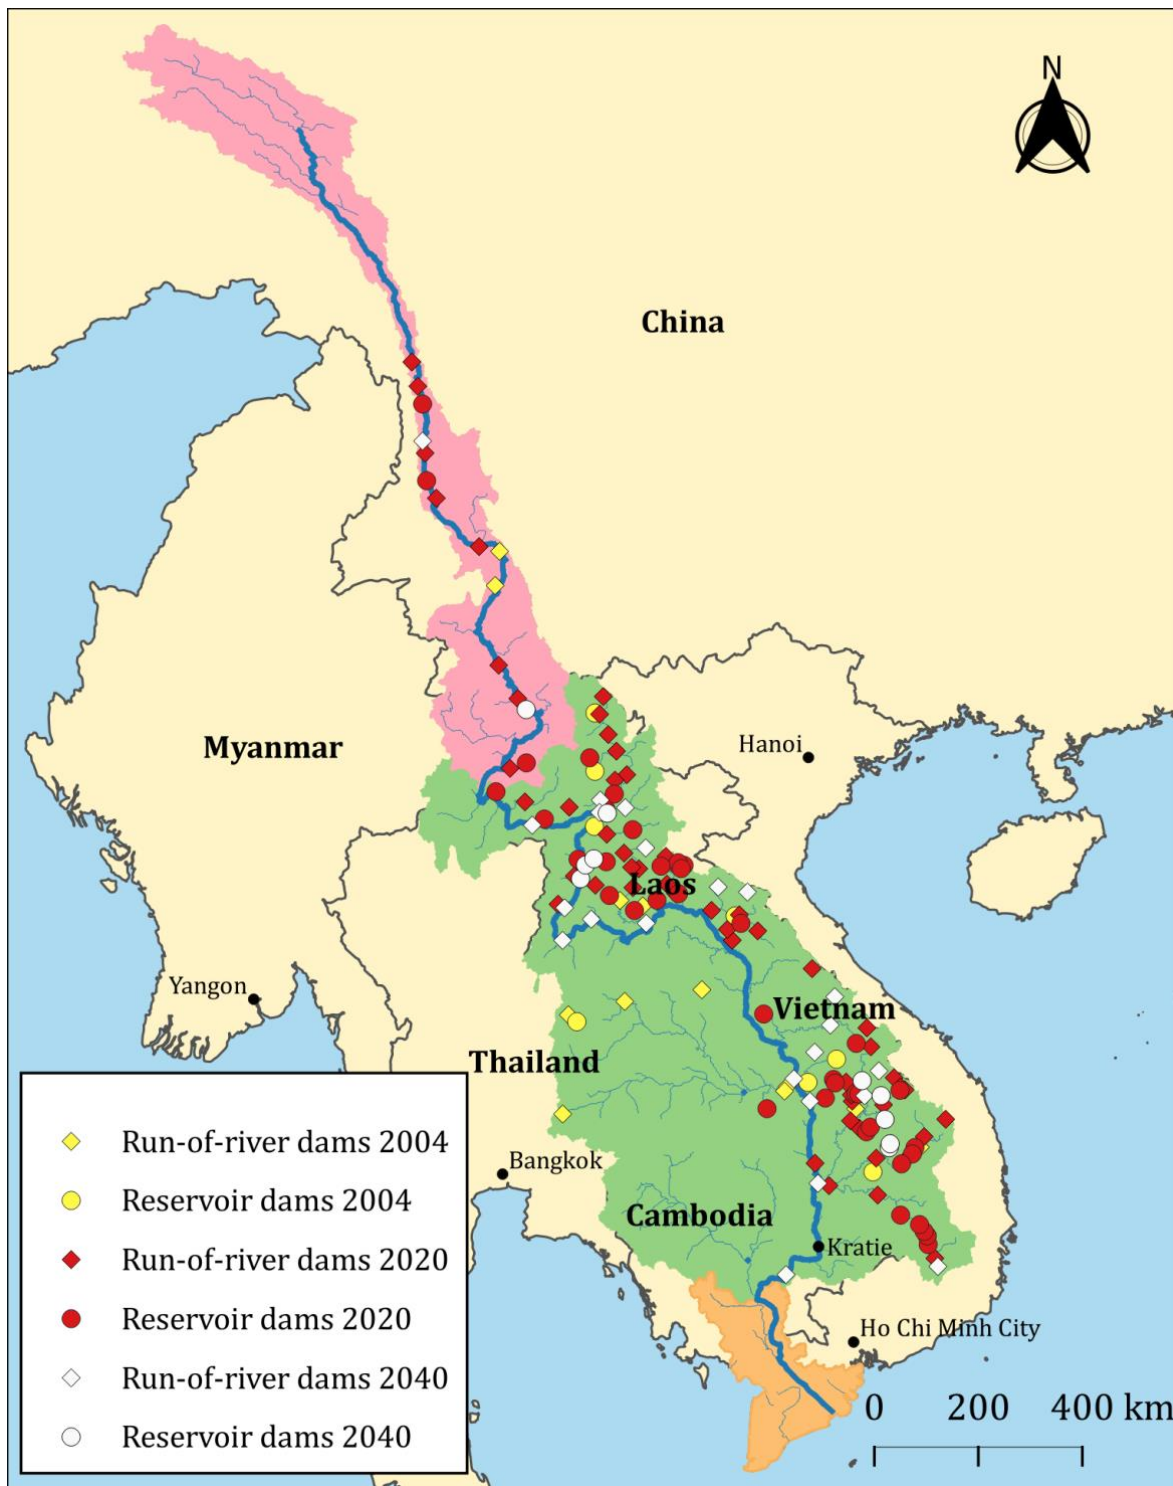 N
China
Myanmar
Hanoi
Laos
Yangon
Vietnam
Thailand
Bangkok
Cambodia
Kratie
Ho Chi Minh City
0 200 400 km
Run-of-river dams 2004
Reservoir dams 2004
Run-of-river dams 2020
Reservoir dams 2020
Run-of-river dams 2040
Reservoir dams 2040